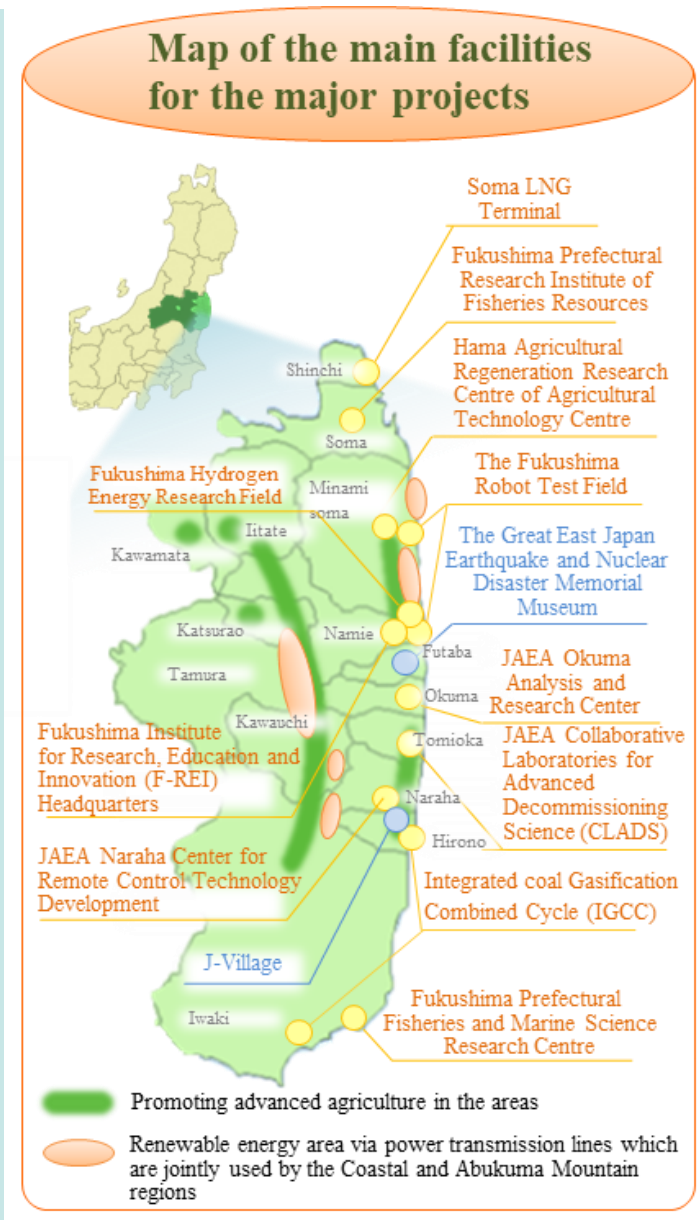 Map of the main facilities
for the major projects
Soma LNG
Terminal
Fukushima Prefectural
Research Institute of
Fisheries Resources
Shinchi
Hama Agricultural
Regeneration Research
Centre of Agricultural
Technology Centre
Soma
Fukushima Hydrogen
Energy Research Field
Minami
soma
The Fukushima
Robot Test Field
Iitate
Kawamata
The Great East Japan
Earthquake and Nuclear
Disaster Memorial
Museum
Katsurao
Namie
Futaba
Tamura
JAEA Okuma
Analysis and
Research Center
Okuma
Kawauchi
Tomioka
Fukushima Institute
for Research, Education and
Innovation (F-REI)
Headquarters
JAEA Collaborative
Laboratories for
Advanced
Decommissioning
Science (CLADS)
Naraha
Hirono
JAEA Naraha Center for
Remote Control Technology
Development
Integrated coal Gasification
Combined Cycle (IGCC)
J-Village
Iwaki
Fukushima Prefectural
Fisheries and Marine Science
Research Centre
Promoting advanced agriculture in the areas
Renewable energy area via power transmission lines which
are jointly used by the Coastal and Abukuma Mountain
regions